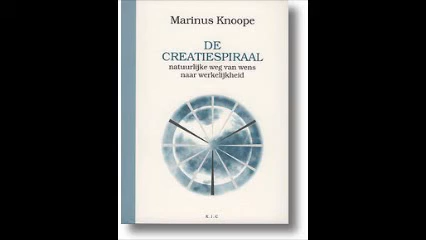 Marinus Knoope
DE
CREATIESPIRAAL
natuurlijke weg van wens
naar werkelijkheid
K.I.C